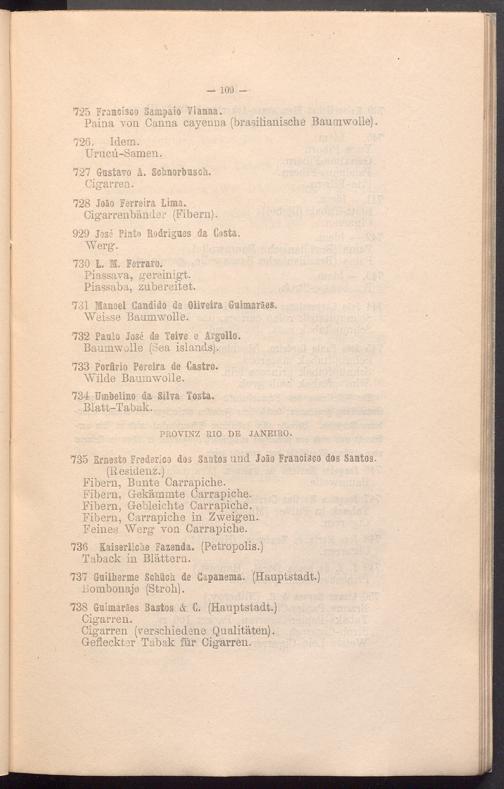 — 109 —
725 Francisco Sampaio Vianna.
Paina von Canna cayenna (brasilianische Baumwolle).
726. Idem.
Urucú-Samen.
727 Gustavo A. Schnorbusch.
Cigarren.
728 João Ferreira Lima.
Cigarrenbänder (Fibern).
929 José Pinto Rodrigues da Costa.
Werg.
730 L. M. Ferraro.
Piassava, gereinigt.
Piassaba, zubereitet.
731 Manoel Candido de Oliveira Guimarães.
Weisse Baumwolle.
732 Paulo José de Teive e Argollo.
Baumwolle (Sea islands).
733 Porfirio Pereira de Castro.
Wilde Baumwolle.
734 Umbelino da Silva Tosta.
Blatt-Tabak.
PROVINZ RIO DE JANEIRO.
735 Ernesto Frederico dos Santos und João Francisco dos Santos.
(Residenz.)
Fibern, Bunte Carrapiche.
Fibern, Gekämmte Carrapiche.
Fibern, Gebleichte Carrapiche.
Fibern, Carrapiche in Zweigen.
Feines Werg von Carrapiche.
736 Kaiserliche Fazenda. (Petropolis.)
Taback in Blättern.
737 Guilherme Schüch de Capanema. (Hauptstadt.)
Bombonaje (Stroh).
738 Guimarães Bastos & C. (Hauptstadt.)
Cigarren.
Cigarren (verschiedene Qualitäten).
Gefleckter Tabak für Cigarren.